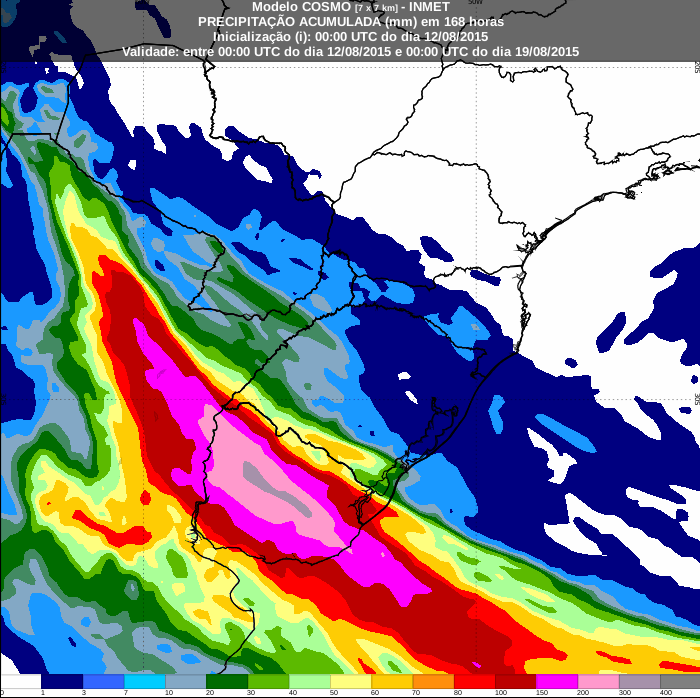 Modelo COSMO [7 x 7 km] - INMET
PRECIPITAÇÃO ACUMULADA (mm) em 168 horas
Inicialização (i): 00:00 UTC do dia 12/08/2015
Validade: entre 00:00 UTC do dia 12/08/2015 e 00:00 UTC do dia 19/08/2015
50W
1 3 7 10 20 30 40 50 60 70 80 100 150 200 300 400